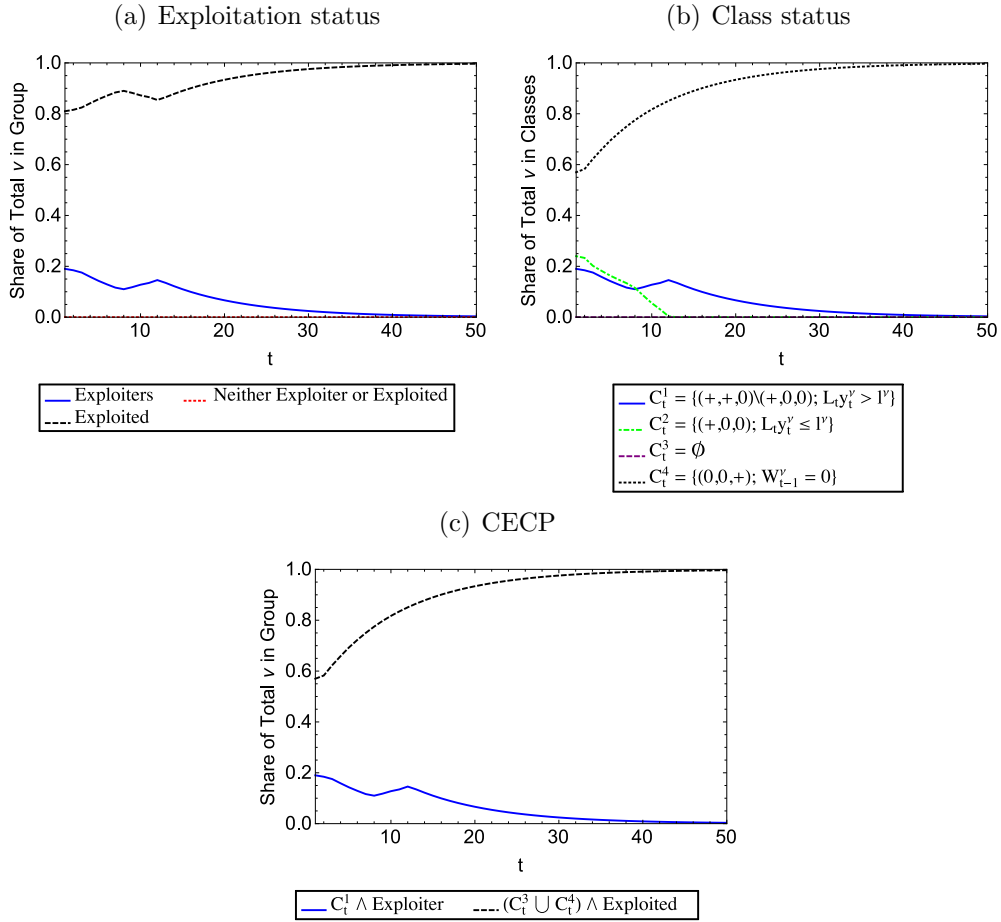 (a) Exploitation status
(b) Class status
Share of Total v in Group
1.0
0.8
0.6
0.4
0.2
0.0
10 20 30 40 50
t
Exploiters
Neither Exploiter or Exploited
Exploited
Share of Total v in Classes
1.0
0.8
0.6
0.4
0.2
0.0
10 20 30 40 50
t
C_t^1 = {(+,+,0)\(+,0,0); L_t y_t^ν > l^ν}
C_t^2 = {(+,0,0); L_t y_t^ν ≤ l^ν}
C_t^3 = ∅
C_t^4 = {(0,0,+); W_{t-1}^ν = 0}
(c) CECP
Share of Total v in Group
1.0
0.8
0.6
0.4
0.2
0.0
10 20 30 40 50
t
C_t^1 ∧ Exploiter
(C_t^3 ∪ C_t^4) ∧ Exploited